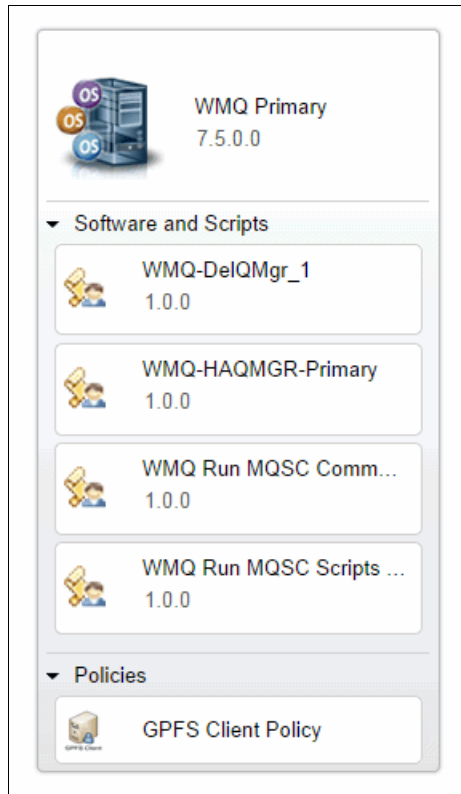 OS
OS
OS
WMQ Primary
7.5.0.0
Software and Scripts
WMQ-DelQMgr_1
1.0.0
WMQ-HAQMGR-Primary
1.0.0
WMQ Run MQSC Comm...
1.0.0
WMQ Run MQSC Scripts ...
1.0.0
Policies
GPFS Client Policy
GPFS Client